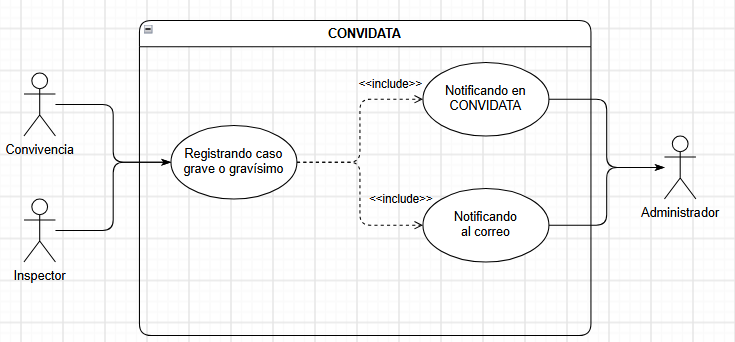 CONVIDATA
<<include>>
Notificando en
CONVIDATA
Convivencia
Registrando caso
grave o gravísimo
Administrador
<<include>>
Notificando
al correo
Inspector